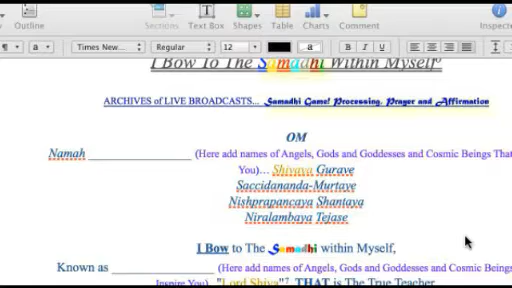 Outline
Sections
Text Box
Shapes
Table
Charts
Comment
Inspecto
Times New...
Regular
12
a
B I U
I Bow To The Samadhi Within Myself
ARCHIVES of LIVE BROADCASTS... Samadhi Game! Processing, Prayer and Affirmation
OM
Namah _______________ (Here add names of Angels, Gods and Goddesses and Cosmic Beings That
You)... Shivaya Gurave
Saccidananda-Murtaye
Nishprapancaya Shantaya
Niralambaya Tejase
I Bow to The Samadhi within Myself,
Known as _______________ (Here add names of Angels, Gods and Goddesses and Cosmic Beings
Inspire You) "Lord Shiva"7 THAT is The True Teacher